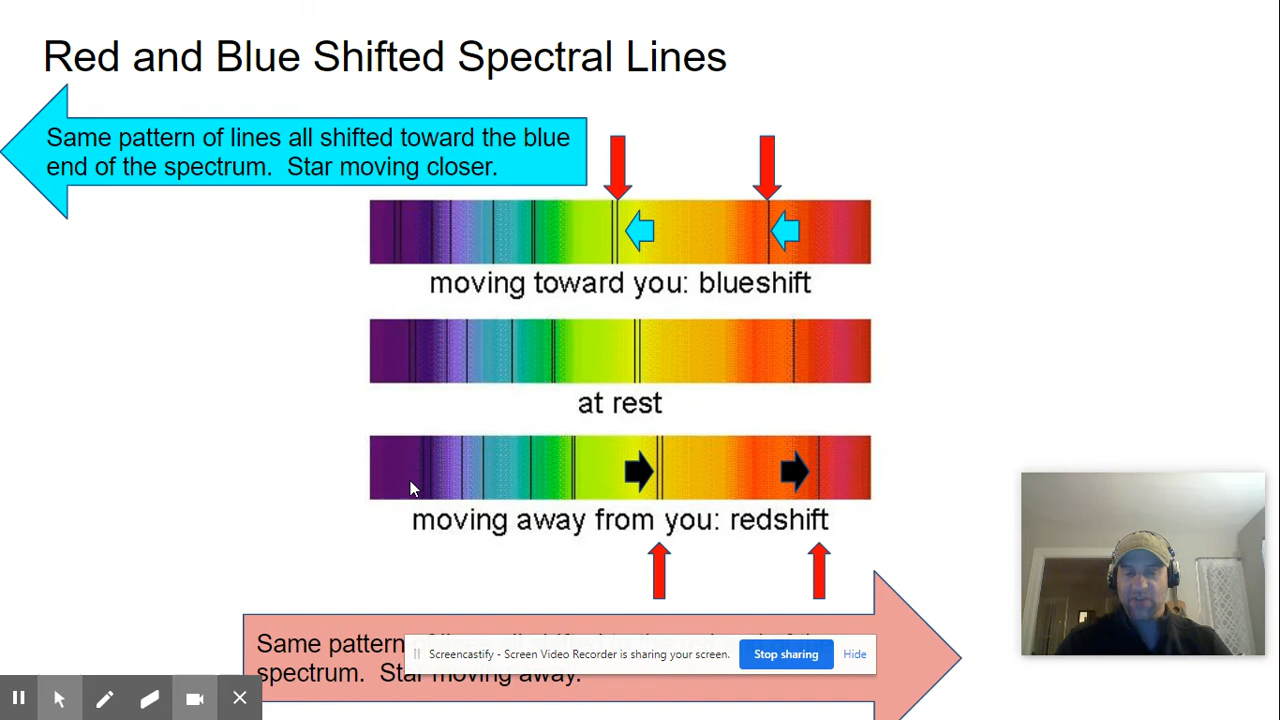 Red and Blue Shifted Spectral Lines
Same pattern of lines all shifted toward the blue
end of the spectrum. Star moving closer.
moving toward you: blueshift
at rest
moving away from you: redshift
Same pattern
spectrum. Star moving away.
Screencastify - Screen Video Recorder is sharing your screen.
Stop sharing
Hide